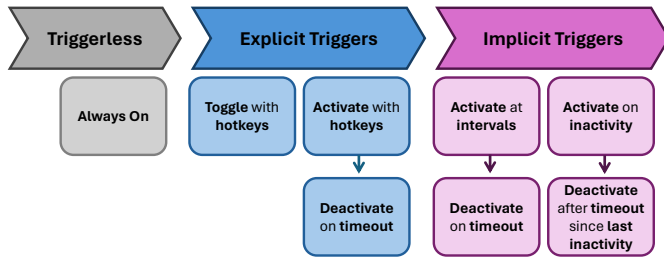 Triggerless
Explicit Triggers
Implicit Triggers
Always On
Toggle with
hotkeys
Activate with
hotkeys
Activate at
intervals
Activate on
inactivity
Deactivate
on timeout
Deactivate
on timeout
Deactivate
after timeout
since last
inactivity